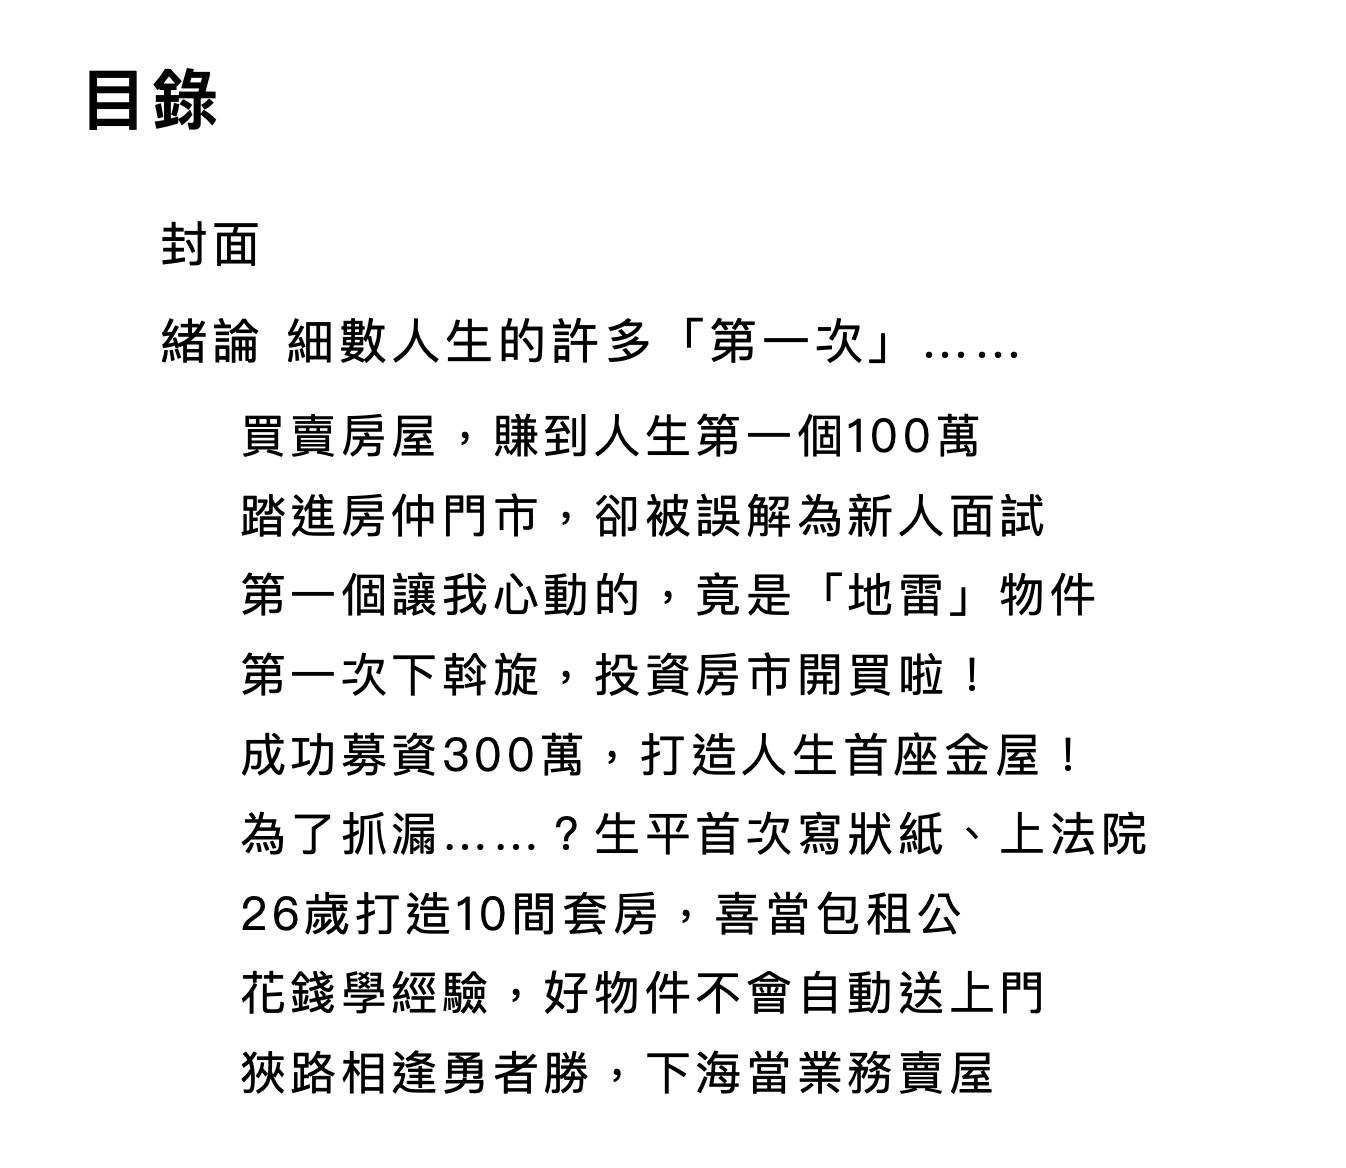 目錄
封面
緒論 細數人生的許多「第一次」……
買賣房屋，賺到人生第一個100萬
踏進房仲門市，卻被誤解為新人面試
第一個讓我心動的，竟是「地雷」物件
第一次下斡旋，投資房市開買啦！
成功募資300萬，打造人生首座金屋！
為了抓漏……？生平首次寫狀紙、上法院
26歲打造10間套房，喜當包租公
花錢學經驗，好物件不會自動送上門
狹路相逢勇者勝，下海當業務賣屋